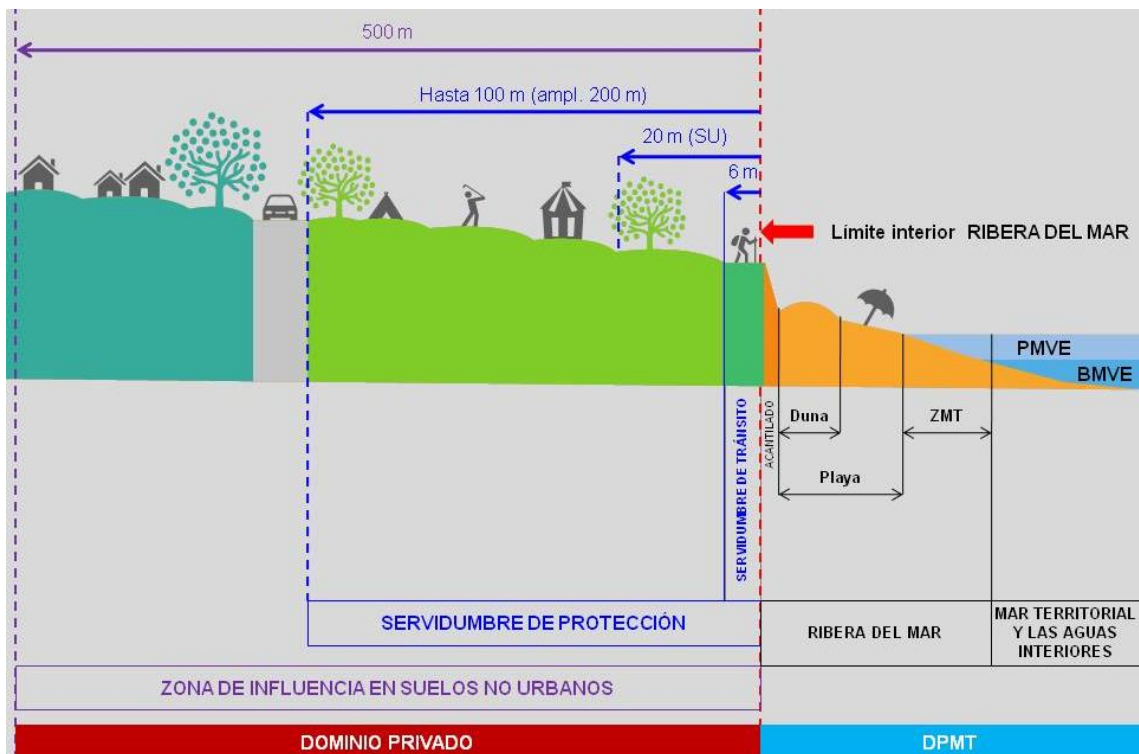 500 m
Hasta 100 m (ampl. 200 m)
20 m (SU)
6 m
Límite interior RIBERA DEL MAR
PMVE
BMVE
SERVIDUMBRE DE TRÁNSITO
ACANTILADO
Duna
ZMT
Playa
SERVIDUMBRE DE PROTECCIÓN
RIBERA DEL MAR
MAR TERRITORIAL
Y LAS AGUAS
INTERIORES
ZONA DE INFLUENCIA EN SUELOS NO URBANOS
DOMINIO PRIVADO
DPMT